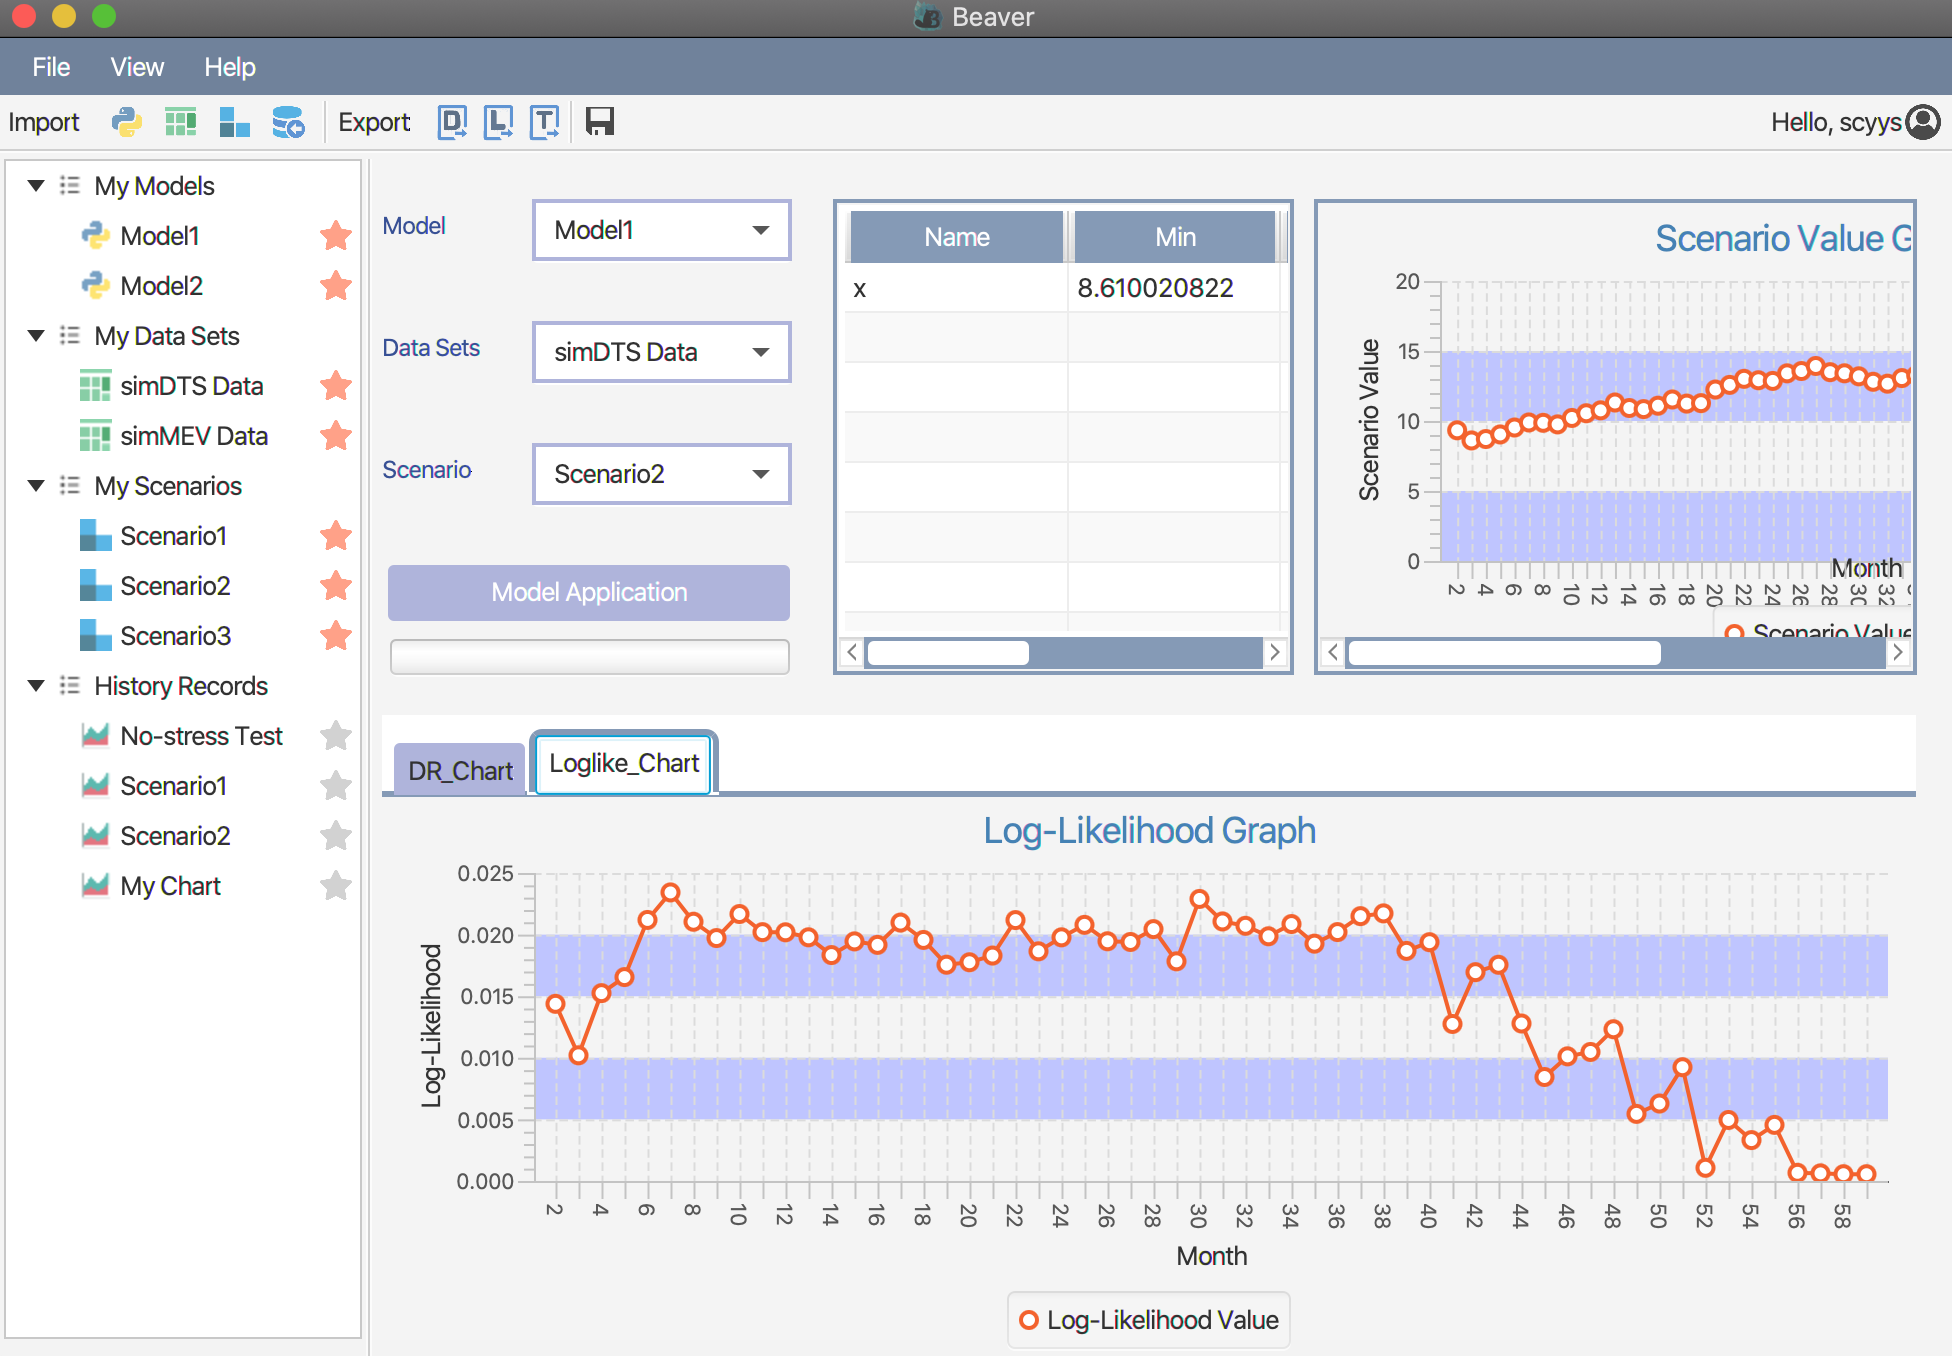 Beaver
File View Help
Import Export D L T Hello, scyys
My Models
Model1
Model2
My Data Sets
simDTS Data
simMEV Data
My Scenarios
Scenario1
Scenario2
Scenario3
History Records
No-stress Test
Scenario1
Scenario2
My Chart
Model Model1
Data Sets simDTS Data
Scenario Scenario2
Model Application
Name Min
x 8.610020822
Scenario Value G
20
15
10
5
0
Scenario Value
2 4 6 8 10 12 14 16 18 20 22 24 26 28 30 32
Month
Scenario Value
DR_Chart Loglike_Chart
Log-Likelihood Graph
0.025
0.020
0.015
0.010
0.005
0.000
Log-Likelihood
2 4 6 8 10 12 14 16 18 20 22 24 26 28 30 32 34 36 38 40 42 44 46 48 50 52 54 56 58
Month
Log-Likelihood Value